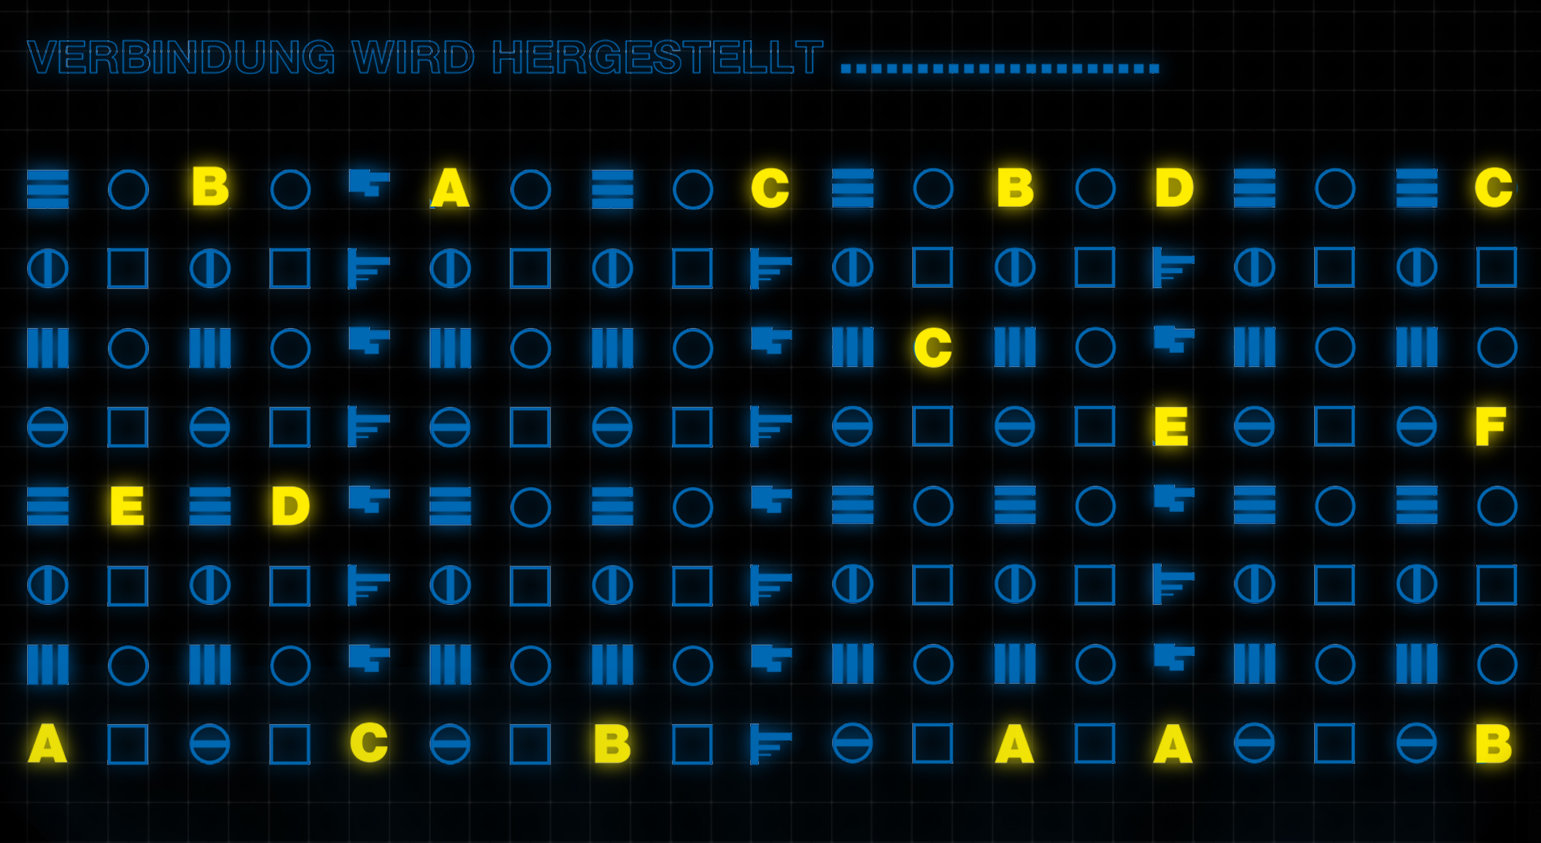 VERBINDUNG WIRD HERGESTELLT ....................
B A C B D C
C
E F
E D
A C B A A B